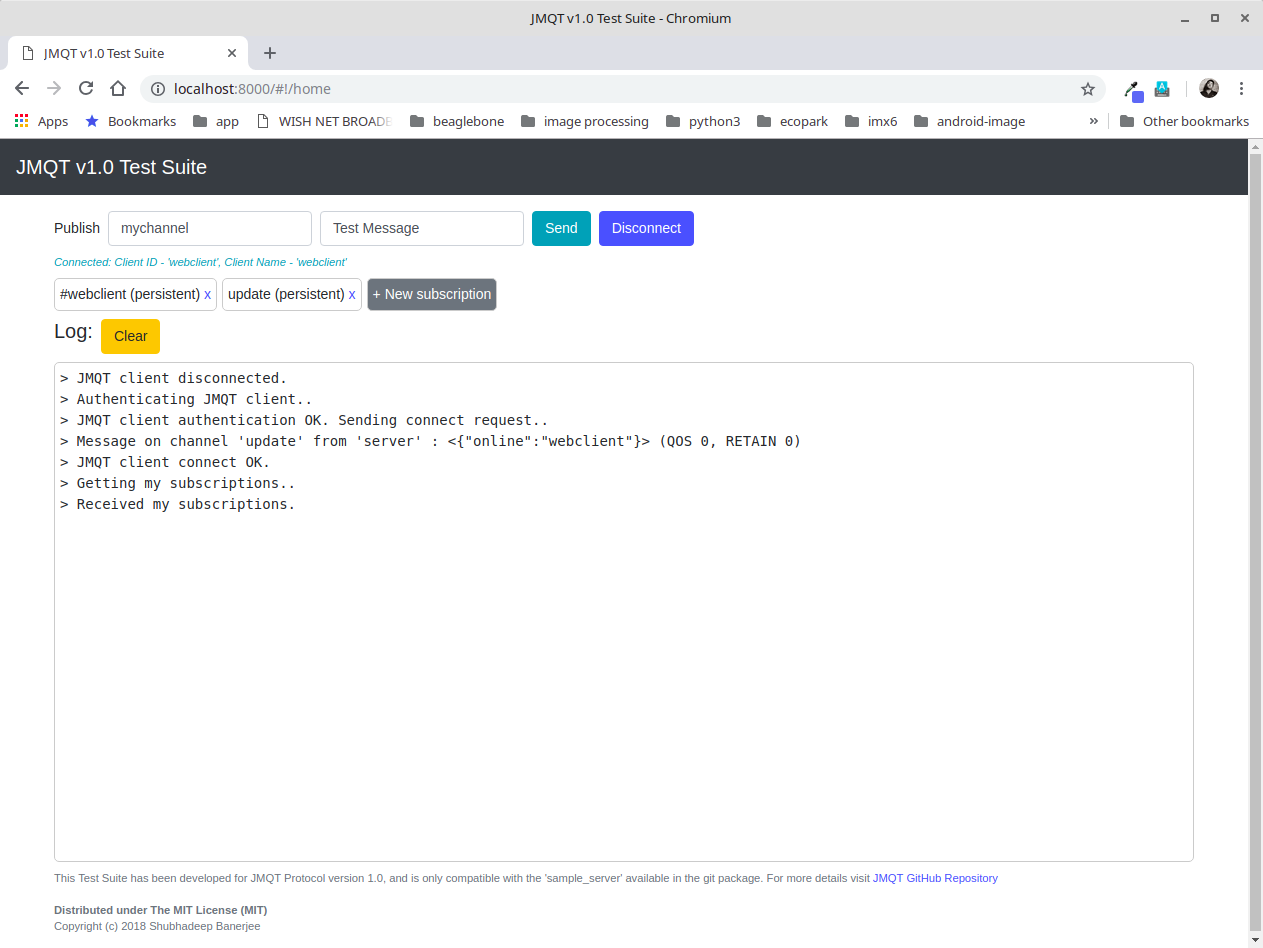 JMQT v1.0 Test Suite - Chromium
JMQT v1.0 Test Suite
localhost:8000/#!/home
Apps Bookmarks app WISH NET BROADB beaglebone image processing python3 ecopark imx6 android-image » Other bookmarks
JMQT v1.0 Test Suite
Publish mychannel Test Message Send Disconnect
Connected: Client ID - 'webclient', Client Name - 'webclient'
#webclient (persistent) x update (persistent) x + New subscription
Log: Clear
> JMQT client disconnected.
> Authenticating JMQT client..
> JMQT client authentication OK. Sending connect request..
> Message on channel 'update' from 'server' : <{"online":"webclient"}> (QOS 0, RETAIN 0)
> JMQT client connect OK.
> Getting my subscriptions..
> Received my subscriptions.
This Test Suite has been developed for JMQT Protocol version 1.0, and is only compatible with the 'sample_server' available in the git package. For more details visit JMQT GitHub Repository
Distributed under The MIT License (MIT)
Copyright (c) 2018 Shubhadeep Banerjee